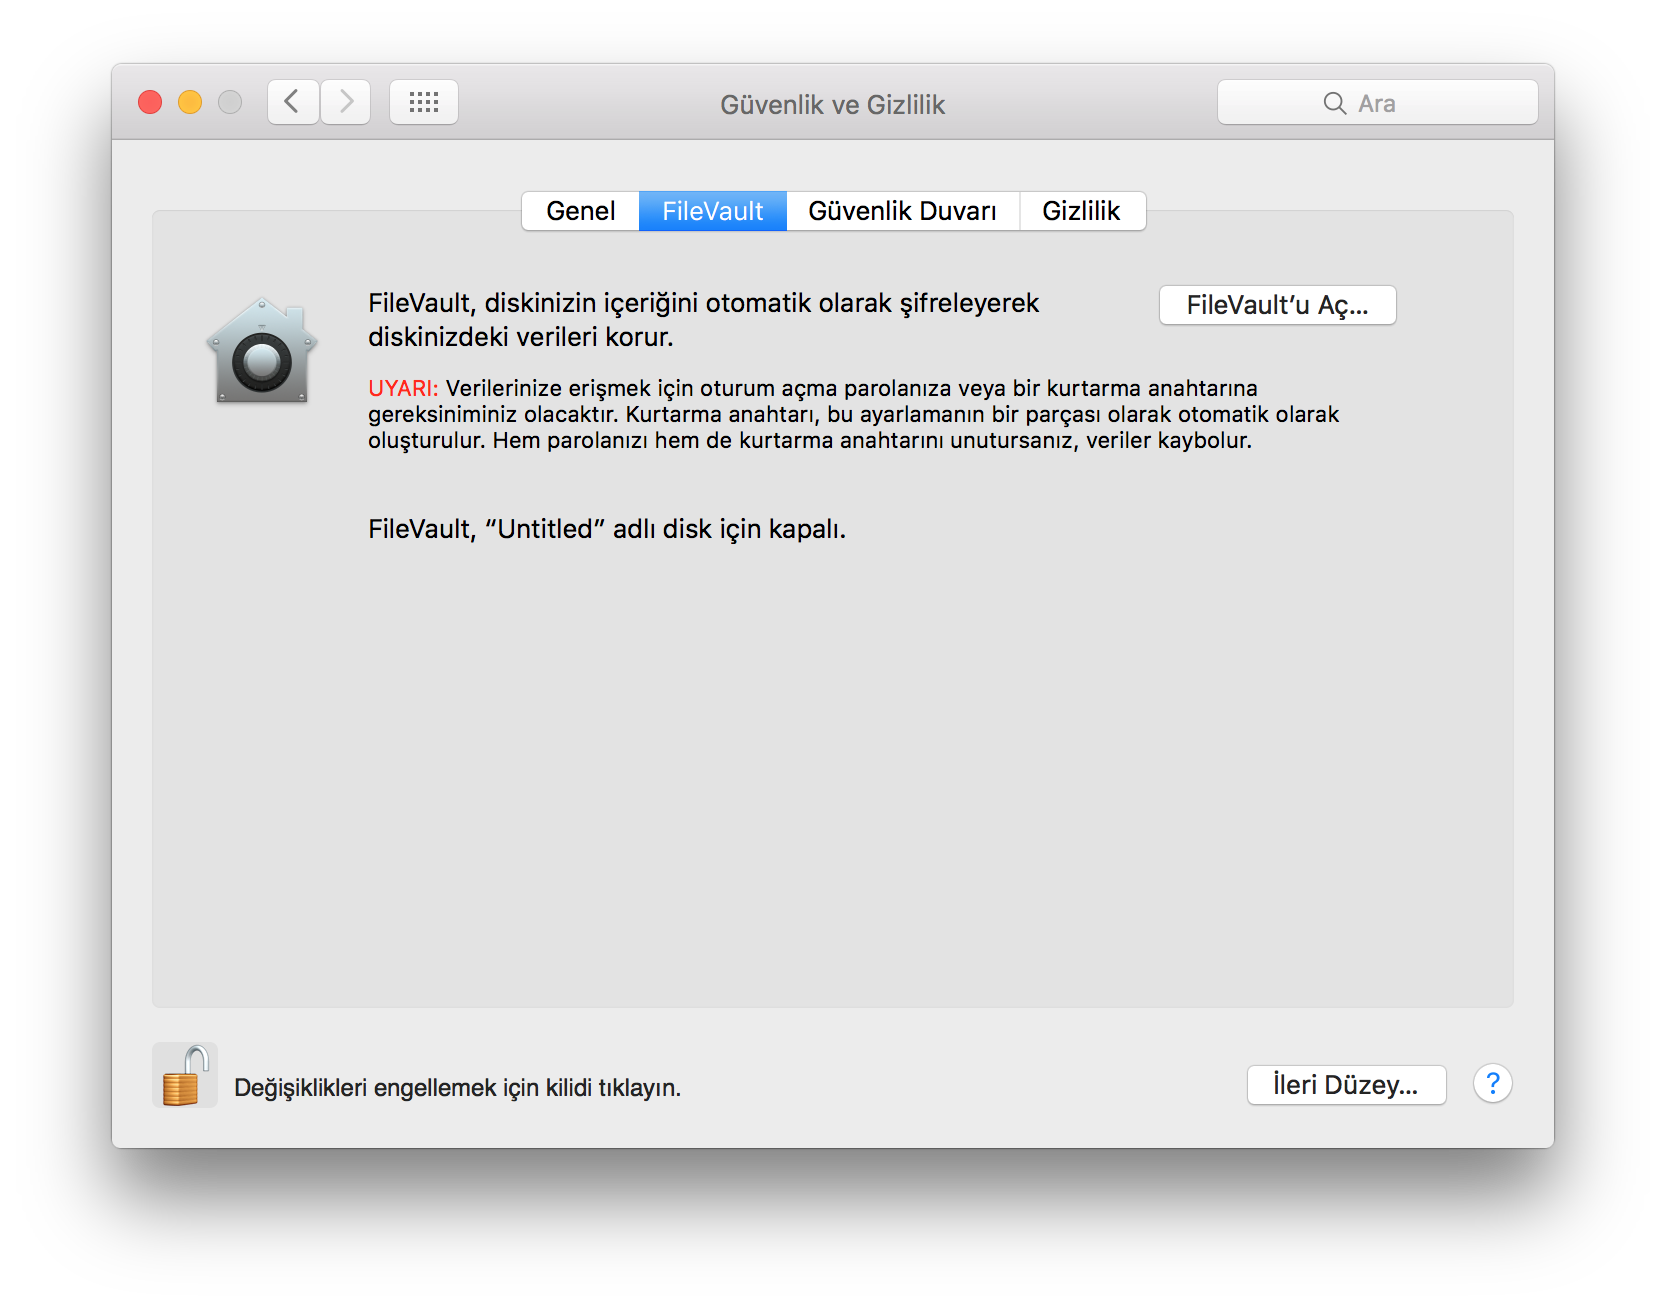 Güvenlik ve Gizlilik
Ara
Genel
FileVault
Güvenlik Duvarı
Gizlilik
FileVault, diskinizin içeriğini otomatik olarak şifreleyerek
diskinizdeki verileri korur.
FileVault’u Aç...
UYARI: Verilerinize erişmek için oturum açma parolanıza veya bir kurtarma anahtarına
gereksiniminiz olacaktır. Kurtarma anahtarı, bu ayarlamanın bir parçası olarak otomatik olarak
oluşturulur. Hem parolanızı hem de kurtarma anahtarını unutursanız, veriler kaybolur.
FileVault, “Untitled” adlı disk için kapalı.
Değişiklikleri engellemek için kilidi tıklayın.
İleri Düzey...
?